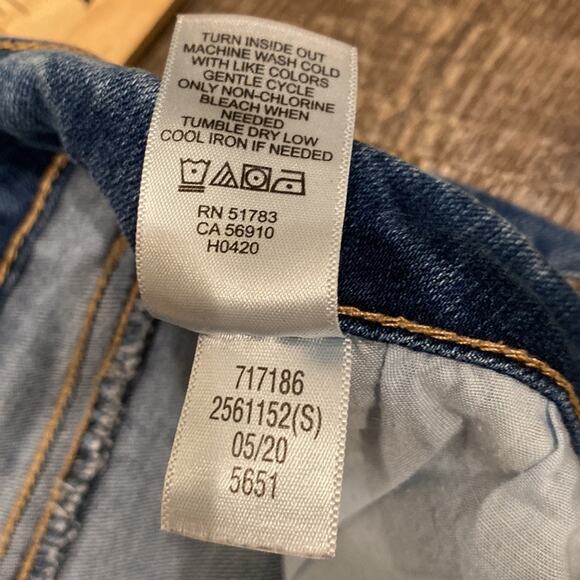 TURN INSIDE OUT
MACHINE WASH COLD
WITH LIKE COLORS
GENTLE CYCLE
ONLY NON-CHLORINE
BLEACH WHEN
NEEDED
TUMBLE DRY LOW
COOL IRON IF NEEDED
RN 51783
CA 56910
H0420
717186
2561152(S)
05/20
5651